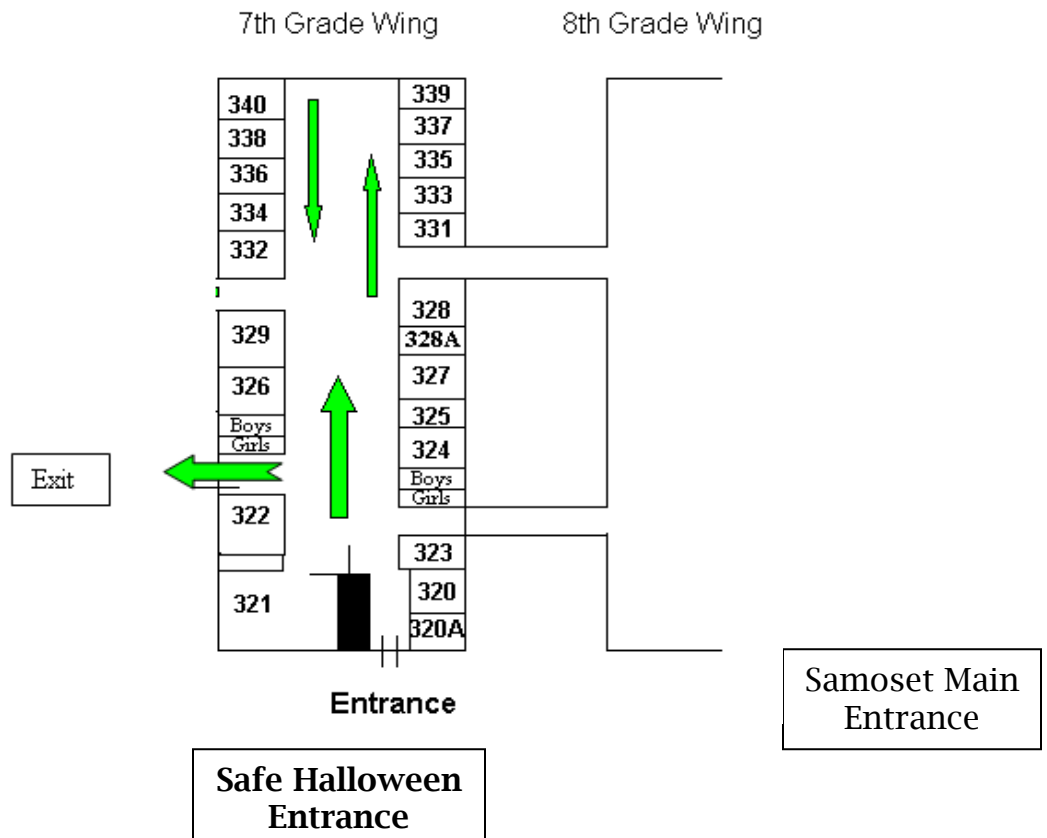 7th Grade Wing 8th Grade Wing
340 339
338 337
336 335
334 333
332 331
329 328
328A
326 327
Boys 325
Girls 324
Exit Boys
322 Girls
323
321 320
320A
Entrance
Samoset Main
Entrance
Safe Halloween
Entrance